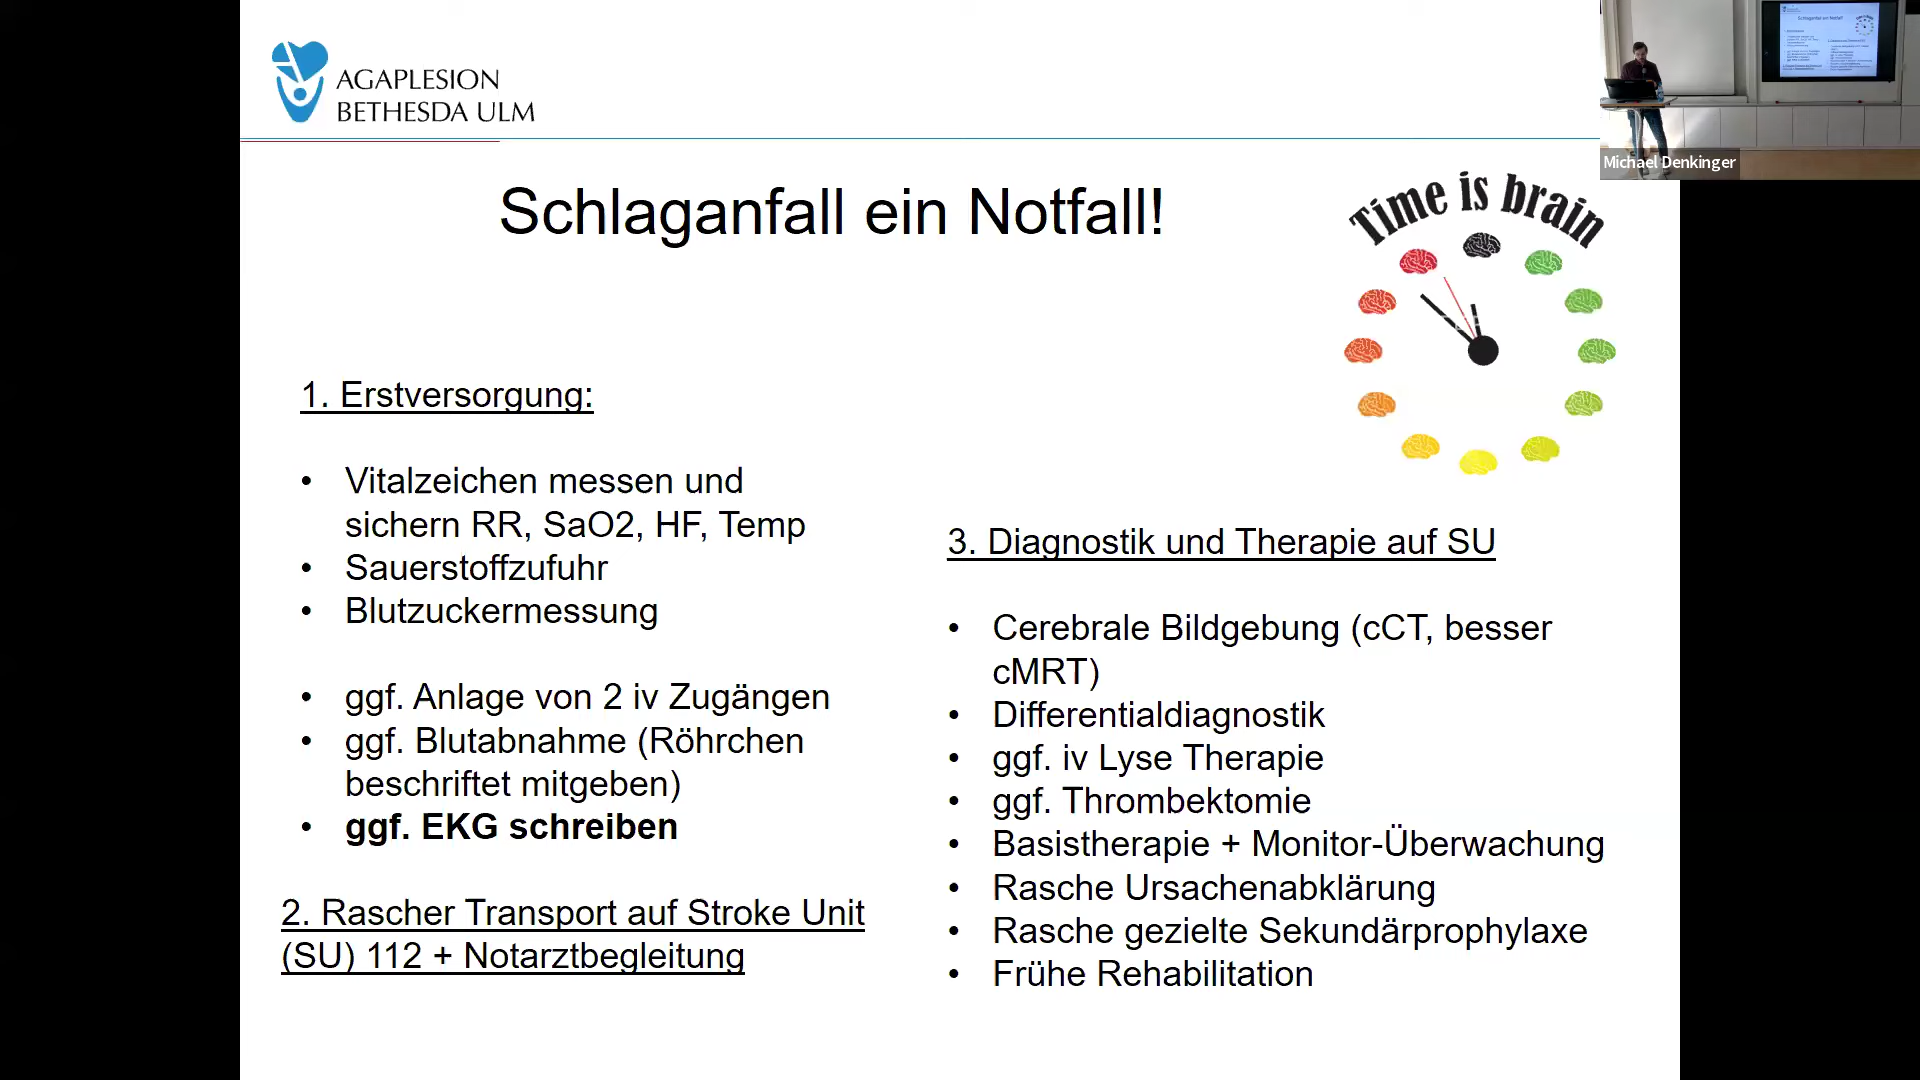 AGAPLESION
BETHESDA ULM
Michael Denkinger
Schlaganfall ein Notfall!
Time is brain
1. Erstversorgung:
• Vitalzeichen messen und
sichern RR, SaO2, HF, Temp
• Sauerstoffzufuhr
• Blutzuckermessung
• ggf. Anlage von 2 iv Zugängen
• ggf. Blutabnahme (Röhrchen
beschriftet mitgeben)
• ggf. EKG schreiben
2. Rascher Transport auf Stroke Unit
(SU) 112 + Notarztbegleitung
3. Diagnostik und Therapie auf SU
• Cerebrale Bildgebung (cCT, besser
cMRT)
• Differentialdiagnostik
• ggf. iv Lyse Therapie
• ggf. Thrombektomie
• Basistherapie + Monitor-Überwachung
• Rasche Ursachenabklärung
• Rasche gezielte Sekundärprophylaxe
• Frühe Rehabilitation